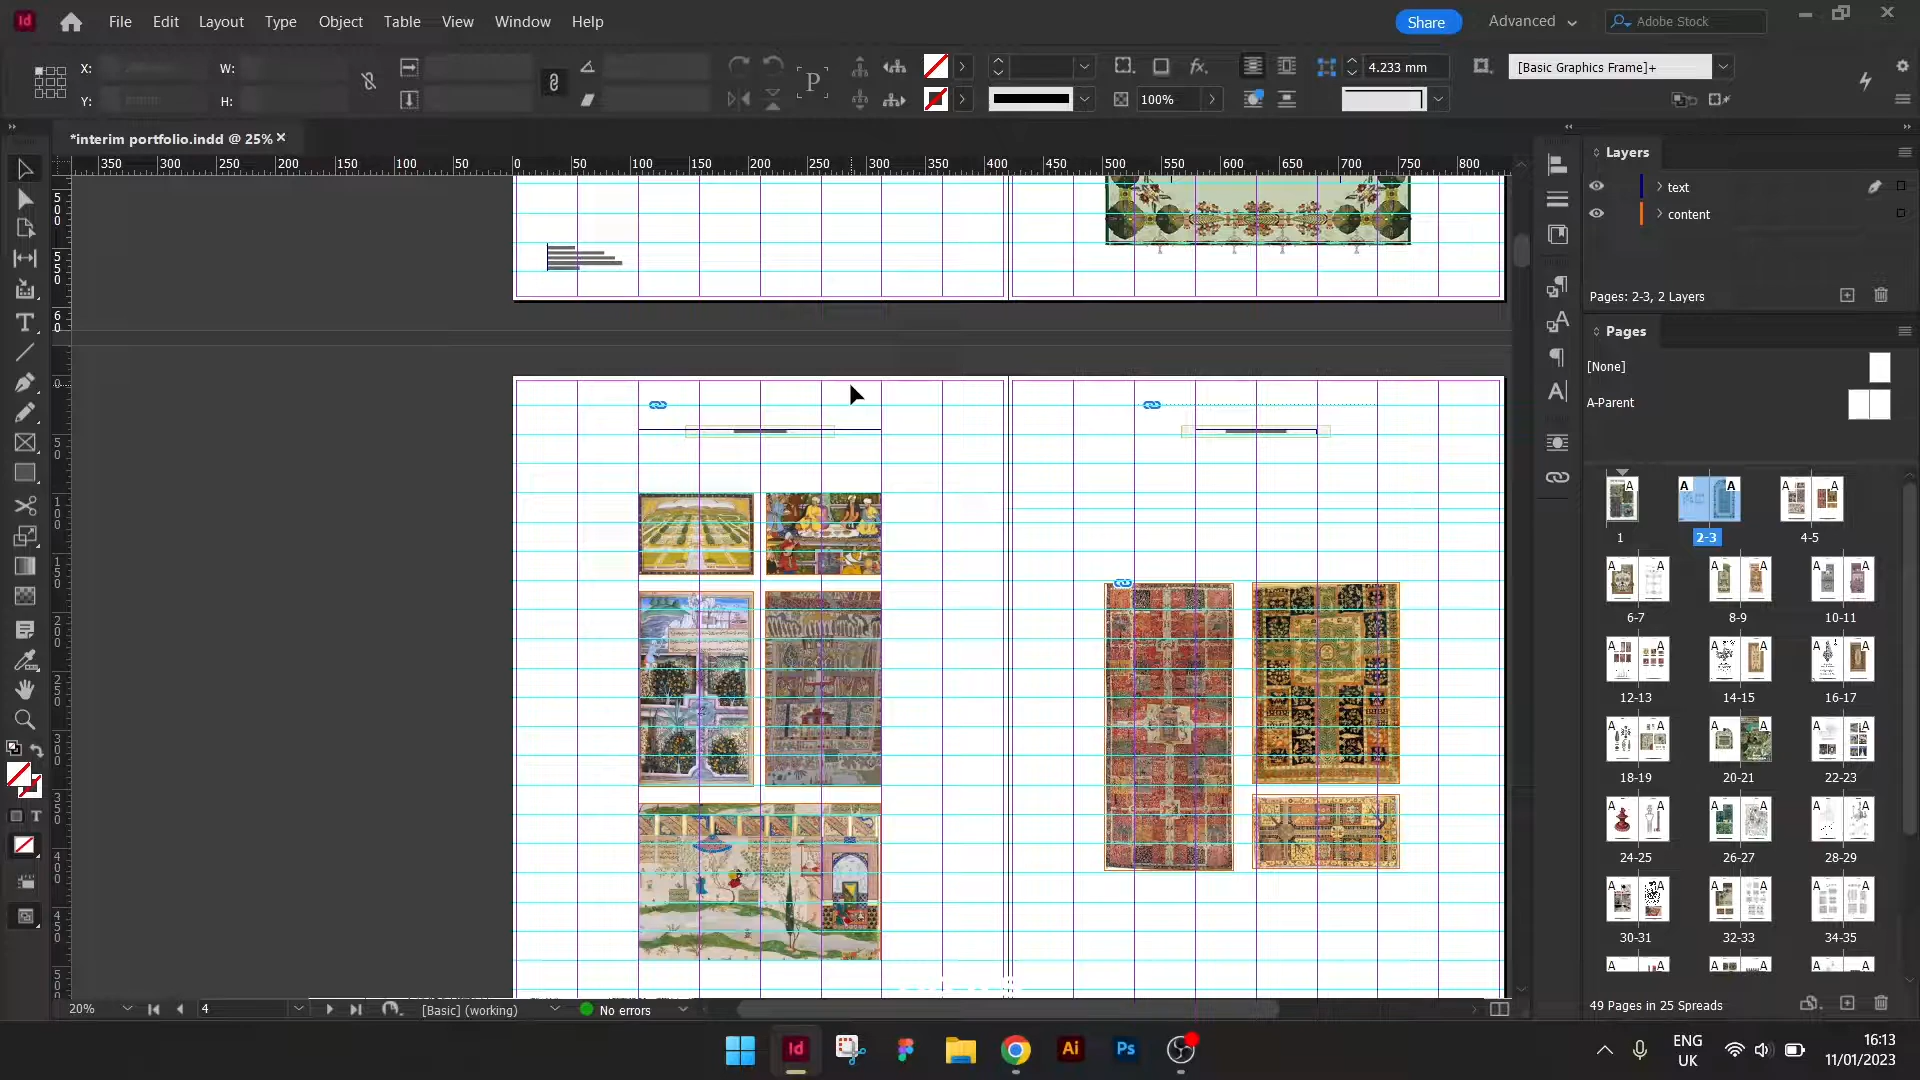 Id File Edit Layout Type Object Table View Window Help Share Advanced Adobe Stock
X: W: P fx. 4.233 mm [Basic Graphics Frame]+
Y: H: 100%
*interim portfolio.indd @ 25% ×
350 300 250 200 150 100 50 0 50 100 150 200 250 300 350 400 450 500 550 600 650 700 750 800
Layers
text
content
Pages: 2-3, 2 Layers
Pages
[None]
A-Parent
A A A
1 2-3 4-5
A A A A A A
6-7 8-9 10-11
A A A A A A
12-13 14-15 16-17
A A A A A A
18-19 20-21 22-23
A A A A A A
24-25 26-27 28-29
A A A A A A
30-31 32-33 34-35
A A A A A A
49 Pages in 25 Spreads
20% 4 [Basic] (working) No errors
Id Ai Ps ENG UK 16:13 11/01/2023